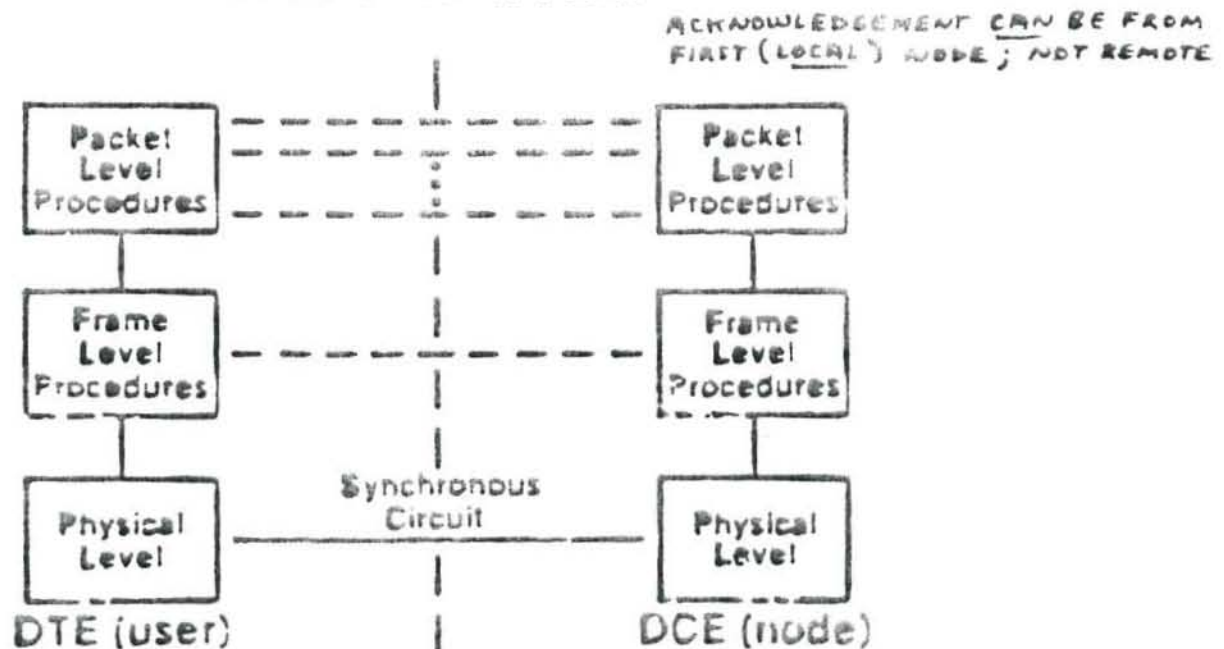 ACKNOWLEDGEMENT CAN BE FROM
FIRST (LOCAL) NODE; NOT REMOTE
Packet
Level
Procedures
Packet
Level
Procedures
Frame
Level
Procedures
Frame
Level
Procedures
Synchronous
Circuit
Physical
Level
Physical
Level
DTE (user)
DCE (node)